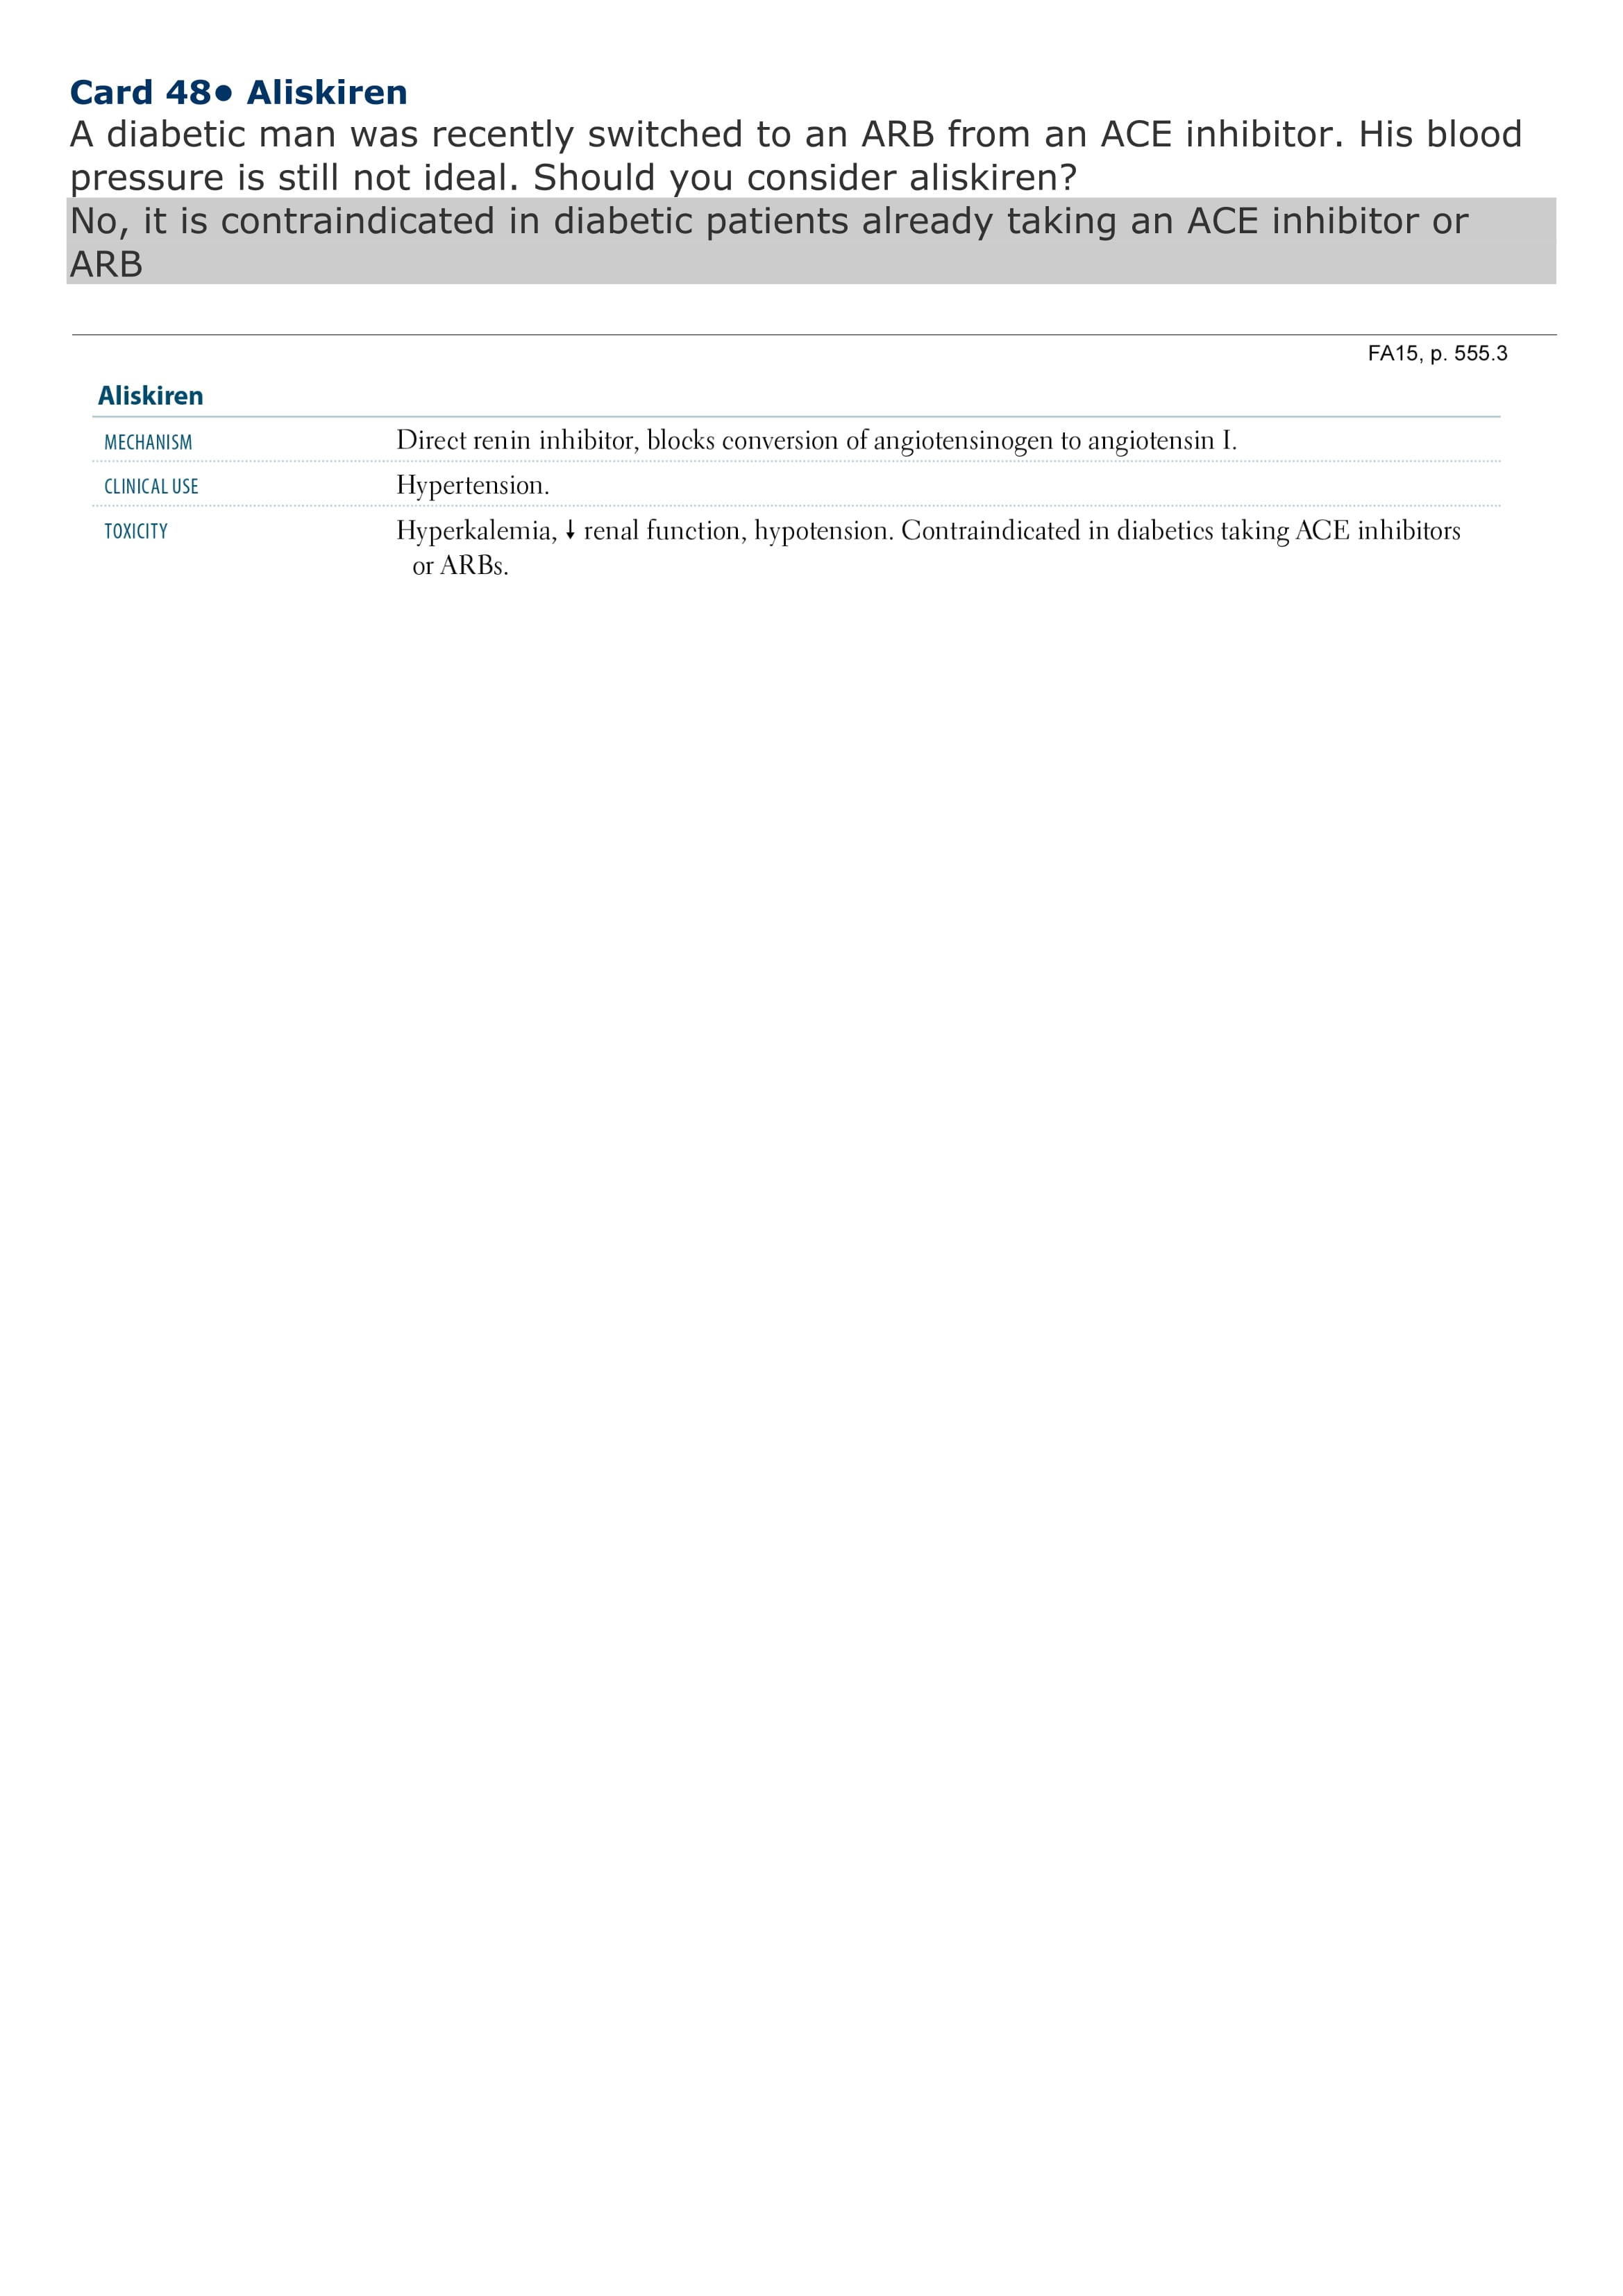 Card 48● Aliskiren
A diabetic man was recently switched to an ARB from an ACE inhibitor. His blood
pressure is still not ideal. Should you consider aliskiren?
No, it is contraindicated in diabetic patients already taking an ACE inhibitor or
ARB
FA15, p. 555.3
Aliskiren
MECHANISM Direct renin inhibitor, blocks conversion of angiotensinogen to angiotensin I.
CLINICAL USE Hypertension.
TOXICITY Hyperkalemia, ↓ renal function, hypotension. Contraindicated in diabetics taking ACE inhibitors
or ARBs.